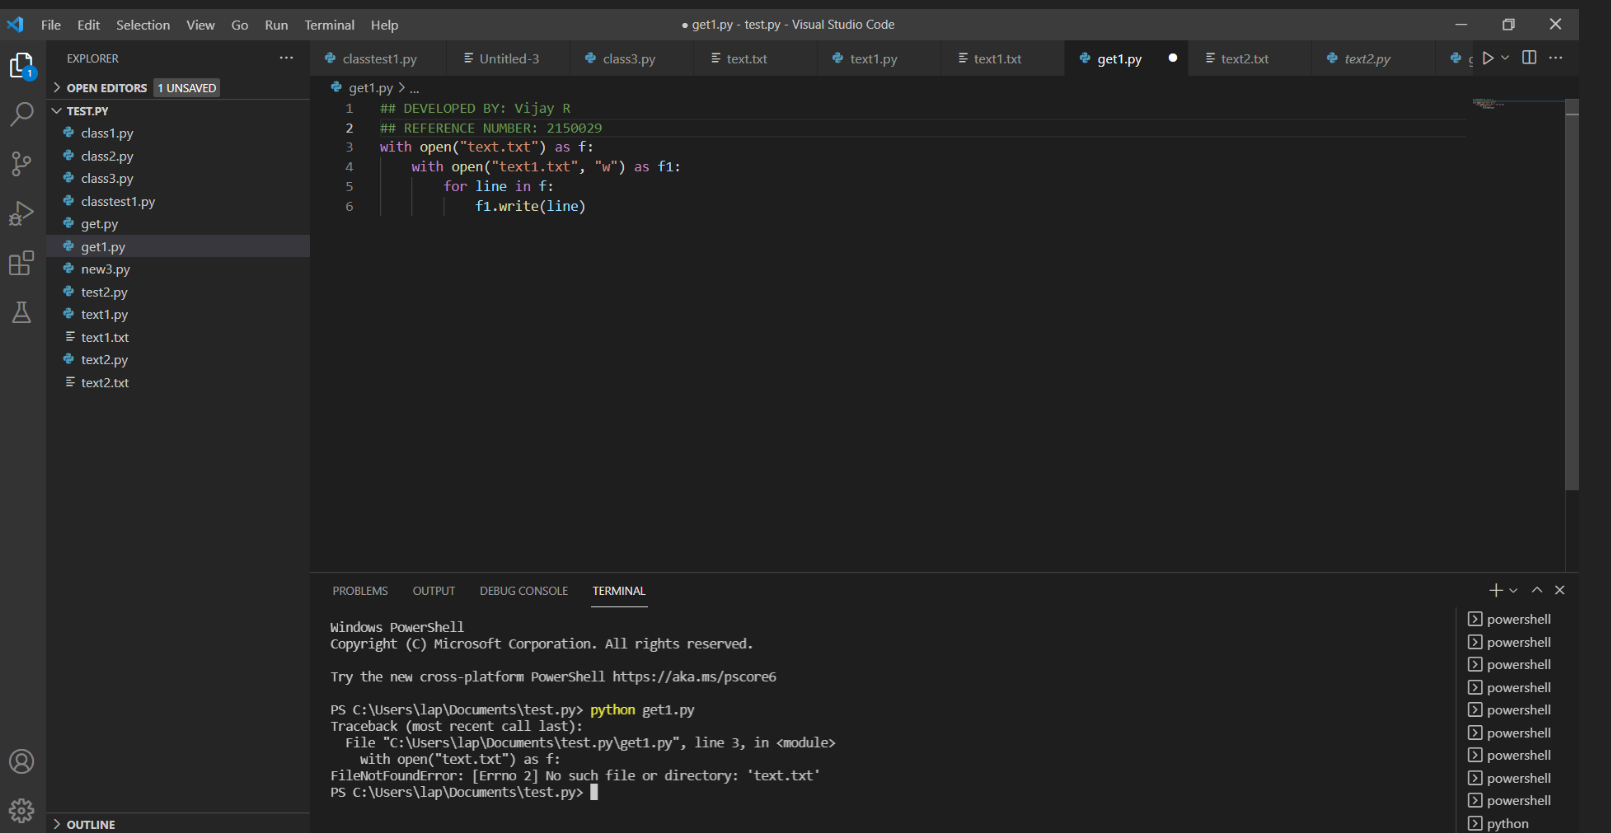 File Edit Selection View Go Run Terminal Help ● get1.py - test.py - Visual Studio Code
EXPLORER
classtest1.py Untitled-3 class3.py text.txt text1.py text1.txt get1.py text2.txt text2.py
OPEN EDITORS 1 UNSAVED
TEST.PY
class1.py
class2.py
class3.py
classtest1.py
get.py
get1.py
new3.py
test2.py
text1.py
text1.txt
text2.py
text2.txt
OUTLINE
1
get1.py > ...
1 ## DEVELOPED BY: Vijay R
2 ## REFERENCE NUMBER: 2150029
3 with open("text.txt") as f:
4 with open("text1.txt", "w") as f1:
5 for line in f:
6 f1.write(line)
PROBLEMS OUTPUT DEBUG CONSOLE TERMINAL
Windows PowerShell
Copyright (C) Microsoft Corporation. All rights reserved.
Try the new cross-platform PowerShell https://aka.ms/pscore6
PS C:\Users\lap\Documents\test.py> python get1.py
Traceback (most recent call last):
File "C:\Users\lap\Documents\test.py\get1.py", line 3, in <module>
with open("text.txt") as f:
FileNotFoundError: [Errno 2] No such file or directory: 'text.txt'
PS C:\Users\lap\Documents\test.py>
powershell
powershell
powershell
powershell
powershell
powershell
powershell
powershell
powershell
python